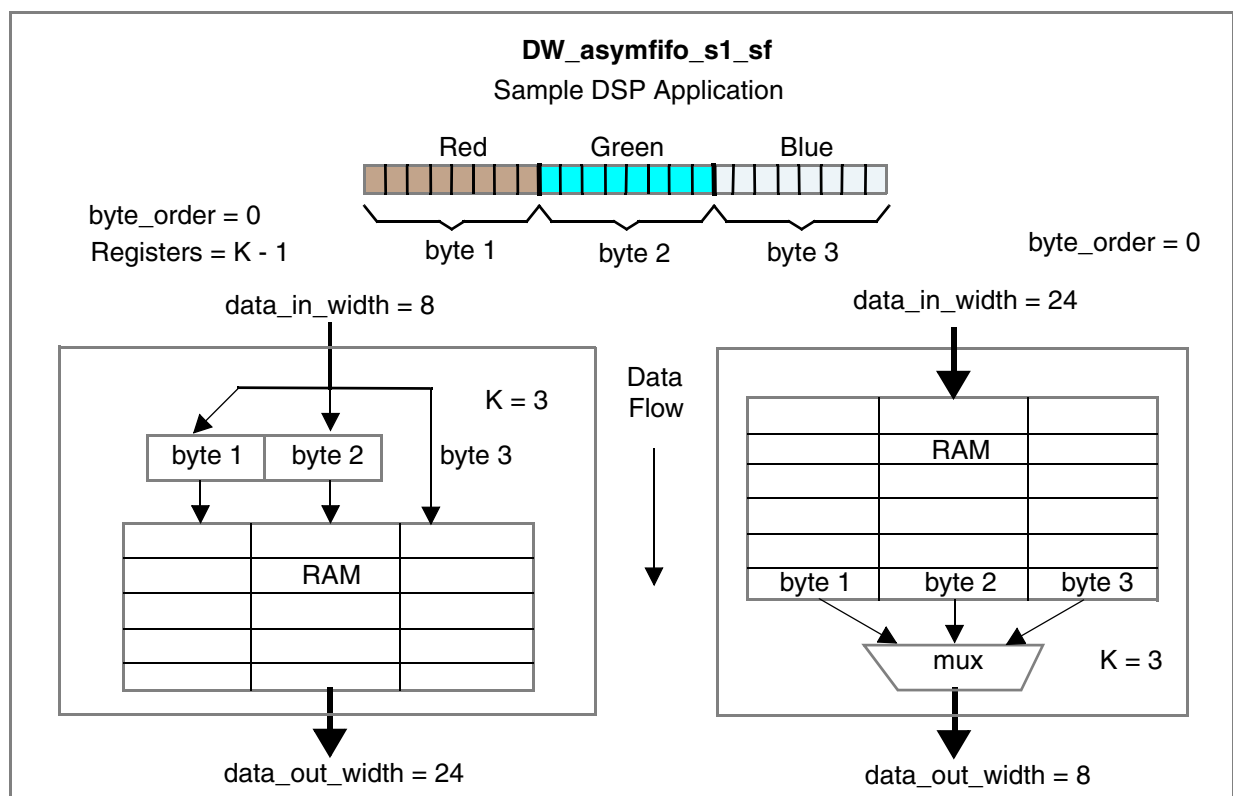 DW_asymfifo_s1_sf
Sample DSP Application
Red Green Blue
byte 1 byte 2 byte 3
byte_order = 0
Registers = K - 1
byte_order = 0
data_in_width = 8
K = 3
byte 1 byte 2 byte 3
RAM
data_out_width = 24
Data
Flow
data_in_width = 24
RAM
byte 1 byte 2 byte 3
mux
K = 3
data_out_width = 8